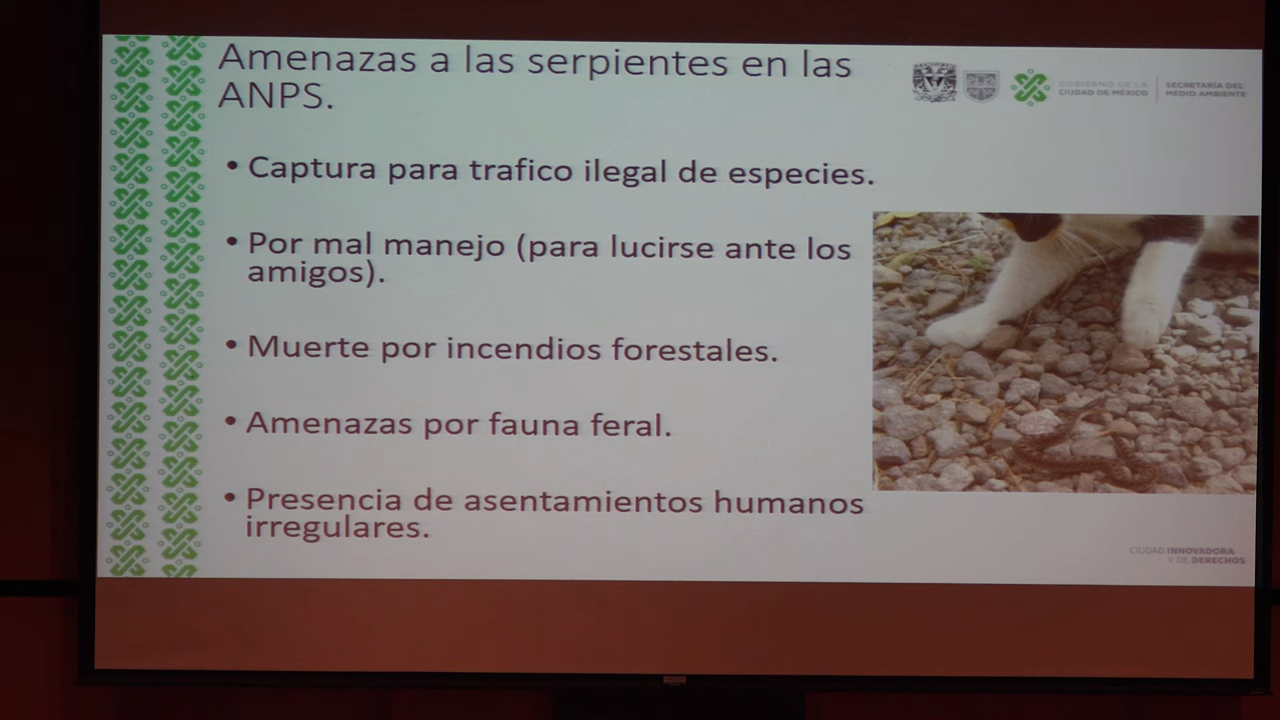 Amenazas a las serpientes en las
ANPS.
GOBIERNO DE LA
CIUDAD DE MÉXICO
SECRETARÍA DEL
MEDIO AMBIENTE
• Captura para trafico ilegal de especies.
• Por mal manejo (para lucirse ante los
amigos).
• Muerte por incendios forestales.
• Amenazas por fauna feral.
• Presencia de asentamientos humanos
irregulares.
CIUDAD INNOVADORA
Y DE DERECHOS